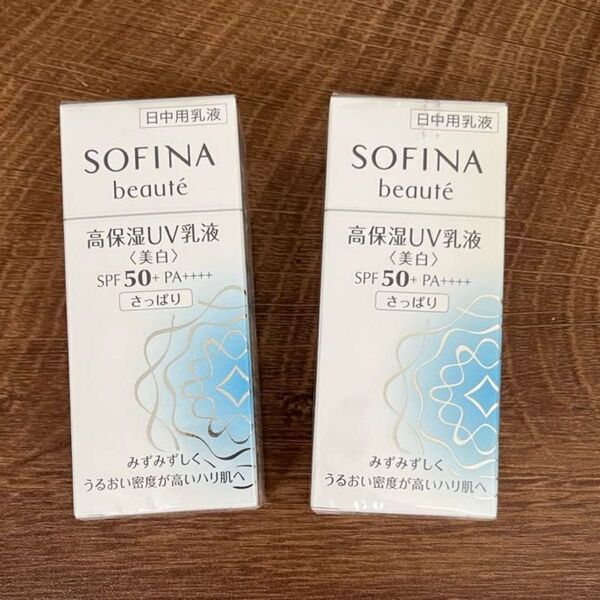 日中用乳液
SOFINA
beauté
高保湿UV乳液
〈美白〉
SPF 50+ PA++++
さっぱり
みずみずしく
うるおい密度が高いハリ肌へ
日中用乳液
SOFINA
beauté
高保湿UV乳液
〈美白〉
SPF 50+ PA++++
さっぱり
みずみずしく
うるおい密度が高いハリ肌へ